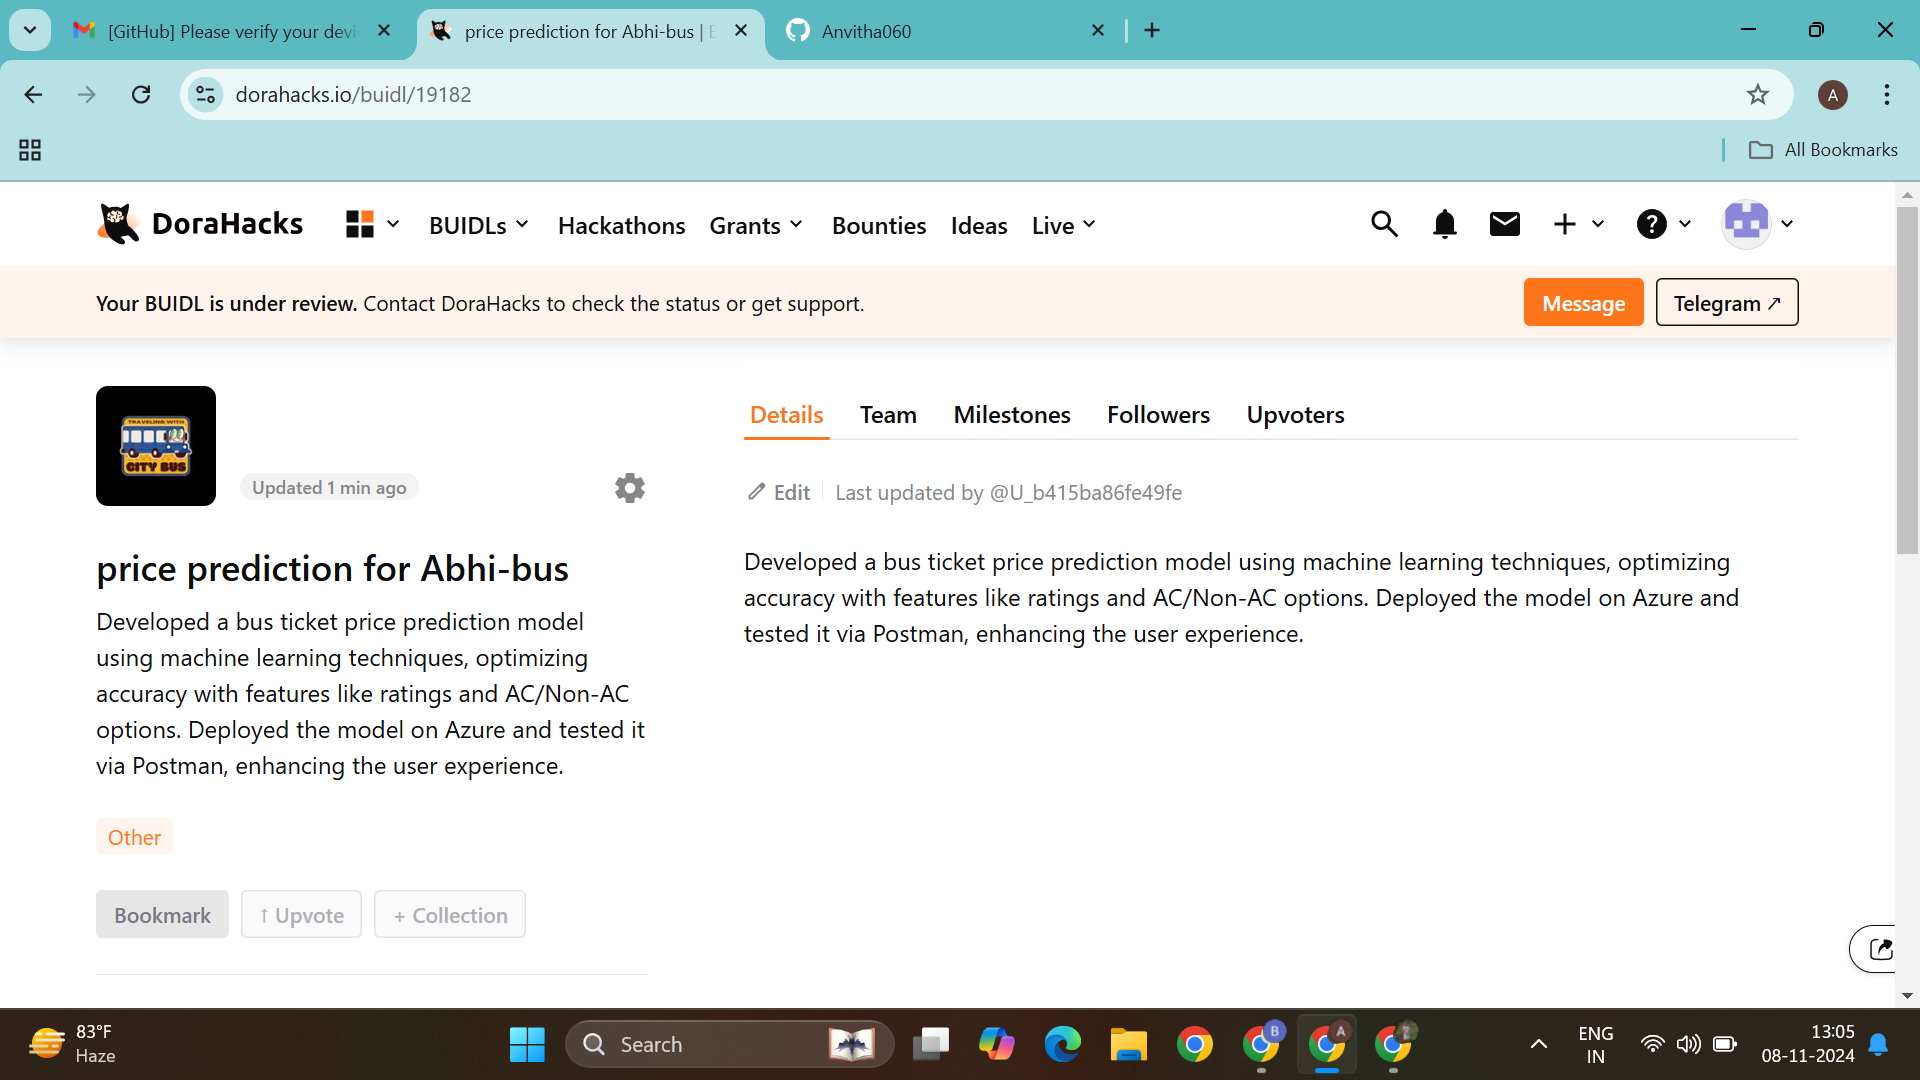 [GitHub] Please verify your devi
price prediction for Abhi-bus |
Anvitha060
dorahacks.io/buidl/19182
A
All Bookmarks
DoraHacks
BUIDLs
Hackathons
Grants
Bounties
Ideas
Live
Your BUIDL is under review. Contact DoraHacks to check the status or get support.
Message
Telegram ↗
TRAVELING WITH
CITY BUS
Updated 1 min ago
price prediction for Abhi-bus
Developed a bus ticket price prediction model
using machine learning techniques, optimizing
accuracy with features like ratings and AC/Non-AC
options. Deployed the model on Azure and tested it
via Postman, enhancing the user experience.
Other
Bookmark
↑ Upvote
+ Collection
Details
Team
Milestones
Followers
Upvoters
Edit
Last updated by @U_b415ba86fe49fe
Developed a bus ticket price prediction model using machine learning techniques, optimizing
accuracy with features like ratings and AC/Non-AC options. Deployed the model on Azure and
tested it via Postman, enhancing the user experience.
83°F
Haze
Search
B
A
ENG
IN
13:05
08-11-2024